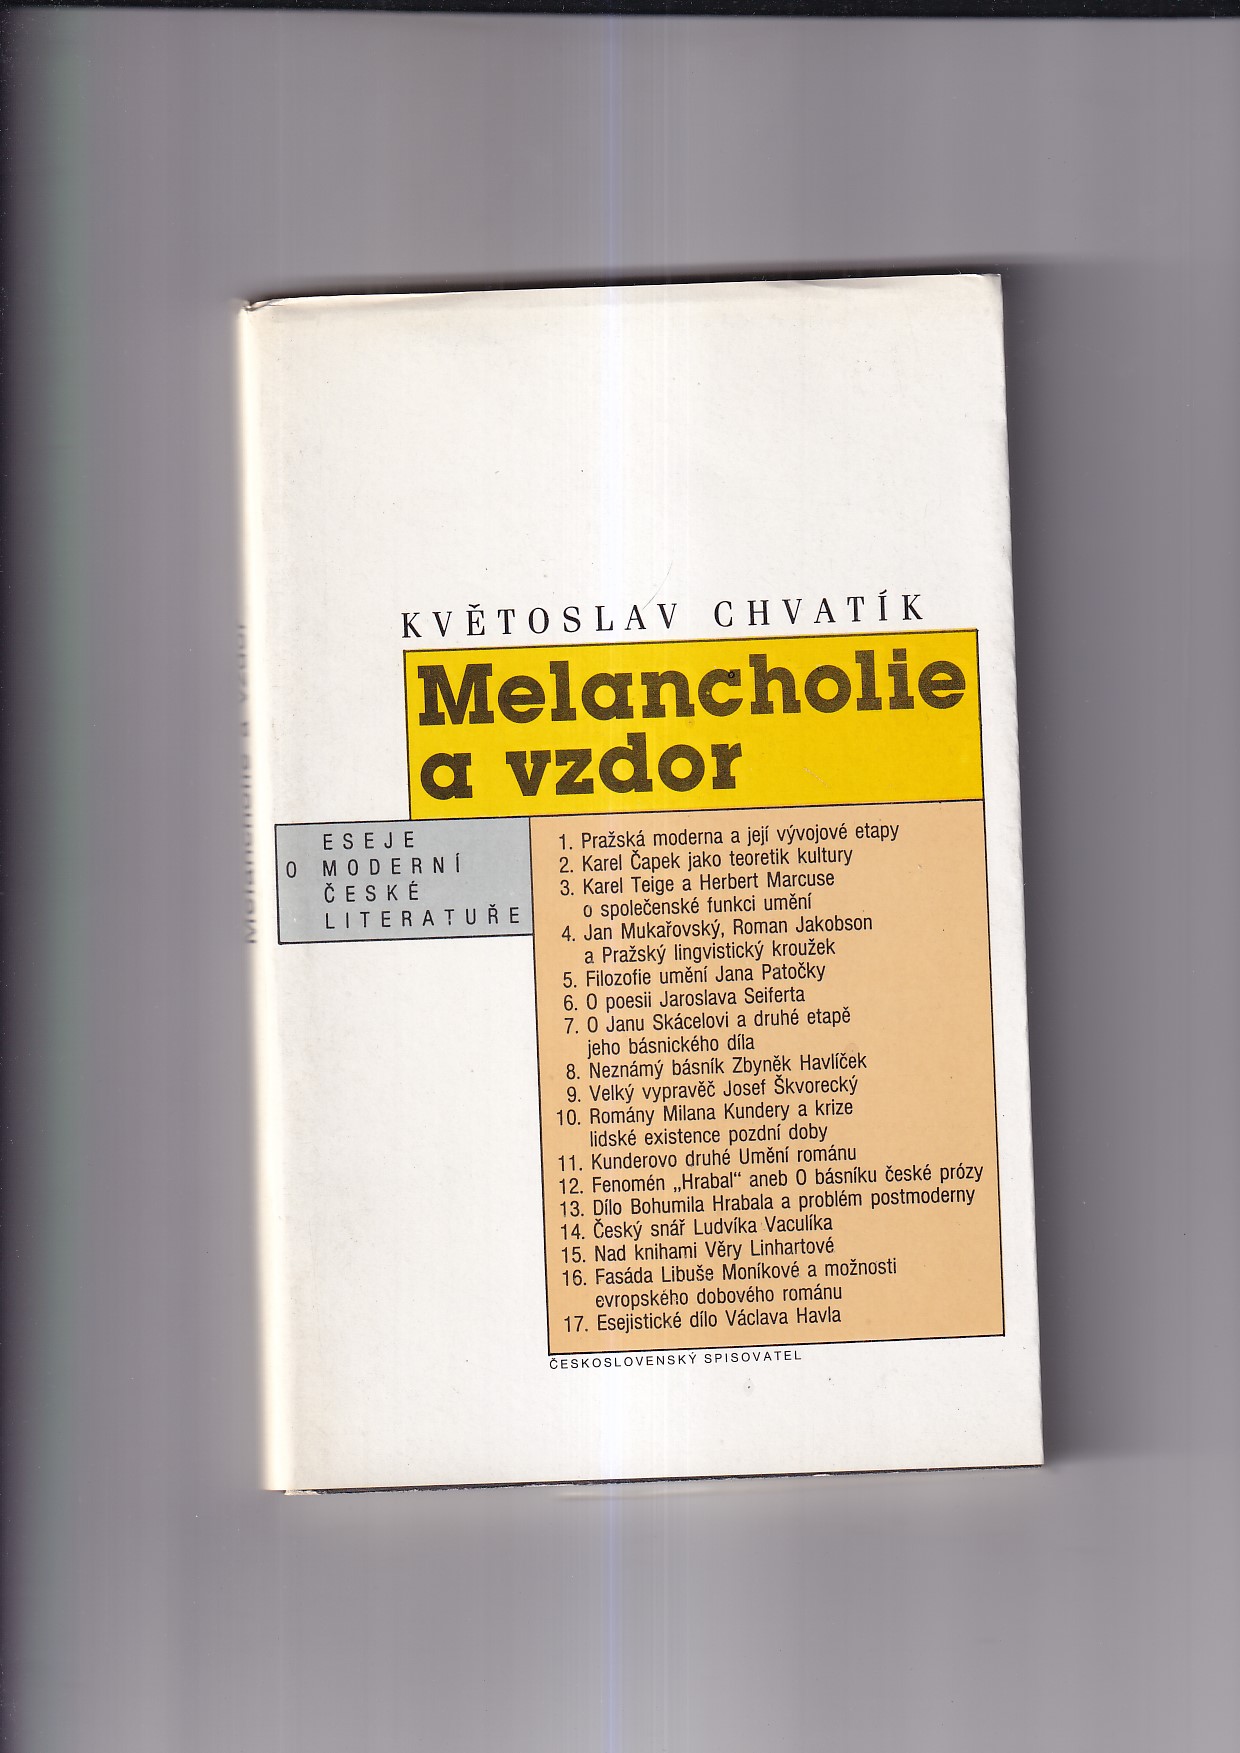 KVĚTOSLAV CHVATÍK
Melancholie
a vzdor
ESEJE
O MODERNÍ
ČESKÉ
LITERATUŘE
1. Pražská moderna a její vývojové etapy
2. Karel Čapek jako teoretik kultury
3. Karel Teige a Herbert Marcuse
o společenské funkci umění
4. Jan Mukařovský, Roman Jakobson
a Pražský lingvistický kroužek
5. Filozofie umění Jana Patočky
6. O poesii Jaroslava Seiferta
7. O Janu Skácelovi a druhé etapě
jeho básnického díla
8. Neznámý básník Zbyněk Havlíček
9. Velký vypravěč Josef Škvorecký
10. Romány Milana Kundery a krize
lidské existence pozdní doby
11. Kunderovo druhé Umění románu
12. Fenomén „Hrabal“ aneb O básníku české prózy
13. Dílo Bohumila Hrabala a problém postmoderny
14. Český snář Ludvíka Vaculíka
15. Nad knihami Věry Linhartové
16. Fasáda Libuše Moníkové a možnosti
evropského dobového románu
17. Esejistické dílo Václava Havla
ČESKOSLOVENSKÝ SPISOVATEL
Melancholie a vzdor